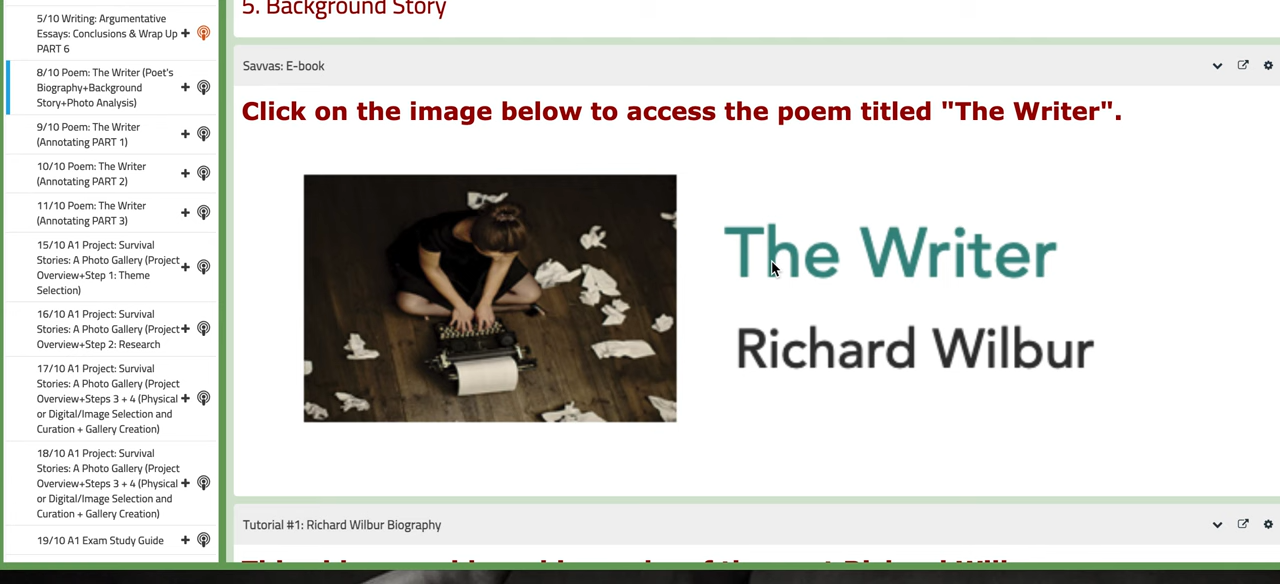 5. Background Story
5/10 Writing: Argumentative
Essays: Conclusions & Wrap Up
PART 6
8/10 Poem: The Writer (Poet's
Biography+Background
Story+Photo Analysis)
9/10 Poem: The Writer
(Annotating PART 1)
10/10 Poem: The Writer
(Annotating PART 2)
11/10 Poem: The Writer
(Annotating PART 3)
15/10 A1 Project: Survival
Stories: A Photo Gallery (Project
Overview+Step 1: Theme
Selection)
16/10 A1 Project: Survival
Stories: A Photo Gallery (Project
Overview+Step 2: Research
17/10 A1 Project: Survival
Stories: A Photo Gallery (Project
Overview+Steps 3 + 4 (Physical
or Digital/Image Selection and
Curation + Gallery Creation)
18/10 A1 Project: Survival
Stories: A Photo Gallery (Project
Overview+Steps 3 + 4 (Physical
or Digital/Image Selection and
Curation + Gallery Creation)
19/10 A1 Exam Study Guide
Savvas: E-book
Click on the image below to access the poem titled "The Writer".
The Writer
Richard Wilbur
Tutorial #1: Richard Wilbur Biography